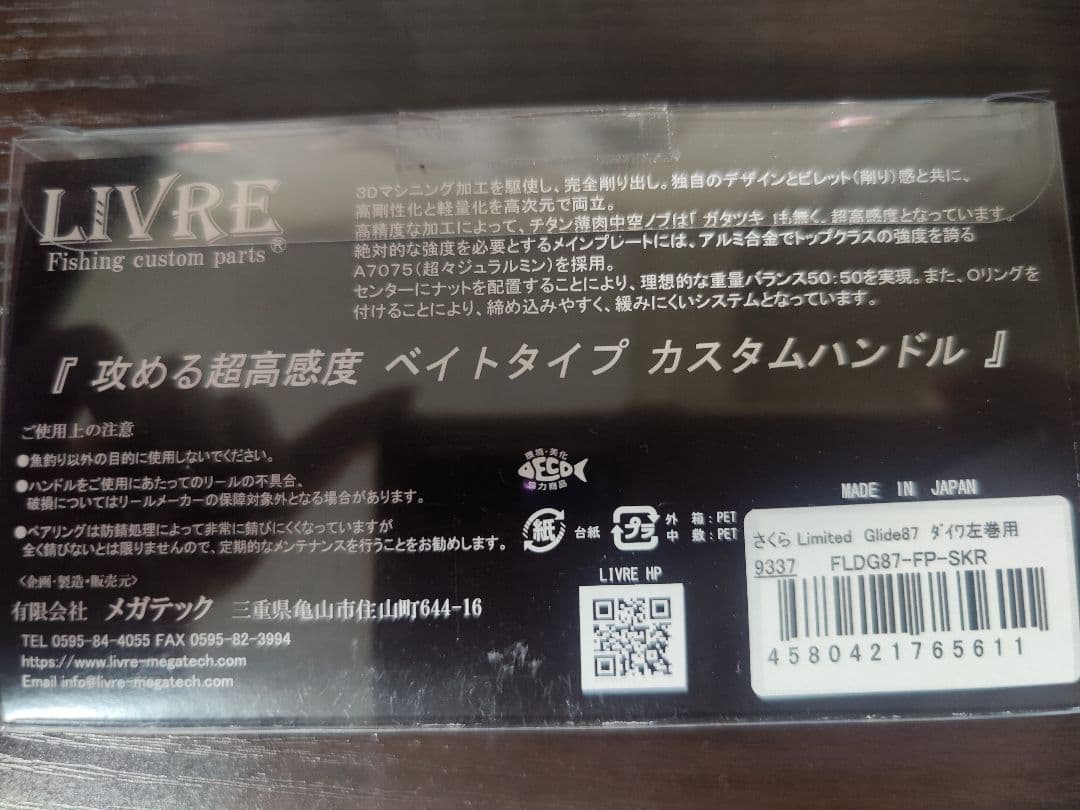 LIVRE
Fishing custom parts®
3Dマシニング加工を駆使し、完全削り出し。独自のデザインとビレット(削り)感と共に、
高剛性化と軽量化を高次元で両立。
高精度な加工によって、チタン薄肉中空ノブは「ガタツキ」も無く、超高感度となっています。
絶対的な強度を必要とするメインプレートには、アルミ合金でトップクラスの強度を誇る
A7075(超々ジュラルミン)を採用。
センターにナットを配置することにより、理想的な重量バランス50:50を実現。また、Oリングを
付けることにより、締め込みやすく、緩みにくいシステムとなっています。
『 攻める超高感度 ベイトタイプ カスタムハンドル 』
ご使用上の注意
●魚釣り以外の目的に使用しないでください。
●ハンドルをご使用にあたってのリールの不具合、
破損についてはリールメーカーの保障対象外となる場合があります。
●ベアリングは防錆処理によって非常に錆びにくくなっていますが
全く錆びないとは限りませんので、定期的なメンテナンスを行うことをお勧めします。
<企画・製造・販売元>
有限会社 メガテック 三重県亀山市住山町644-16
TEL 0595-84-4055 FAX 0595-82-3994
https://www.livre-megatech.com
Email info@livre-megatech.com
環境・美化
ECO
協力商品
紙 台紙
プラ
外 箱:PET
中 敷:PET
LIVRE HP
MADE IN JAPAN
さくら Limited Glide87 ダイワ左巻用
9337 FLDG87-FP-SKR
4580421765611